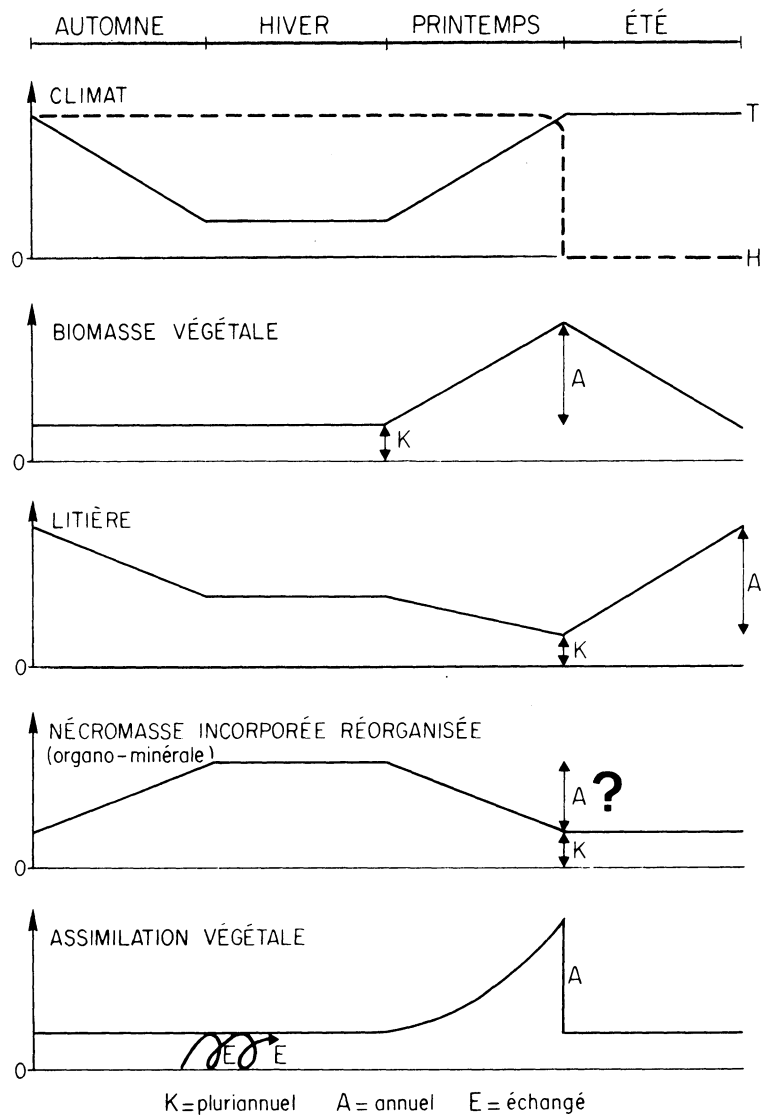 AUTOMNE HIVER PRINTEMPS ÉTÉ
CLIMAT
T
0
H
BIOMASSE VÉGÉTALE
A
K
0
LITIÈRE
A
K
0
NÉCROMASSE INCORPORÉE RÉORGANISÉE
(organo-minérale)
A ?
K
0
ASSIMILATION VÉGÉTALE
A
E E
0
K=pluriannuel A=annuel E=échangé